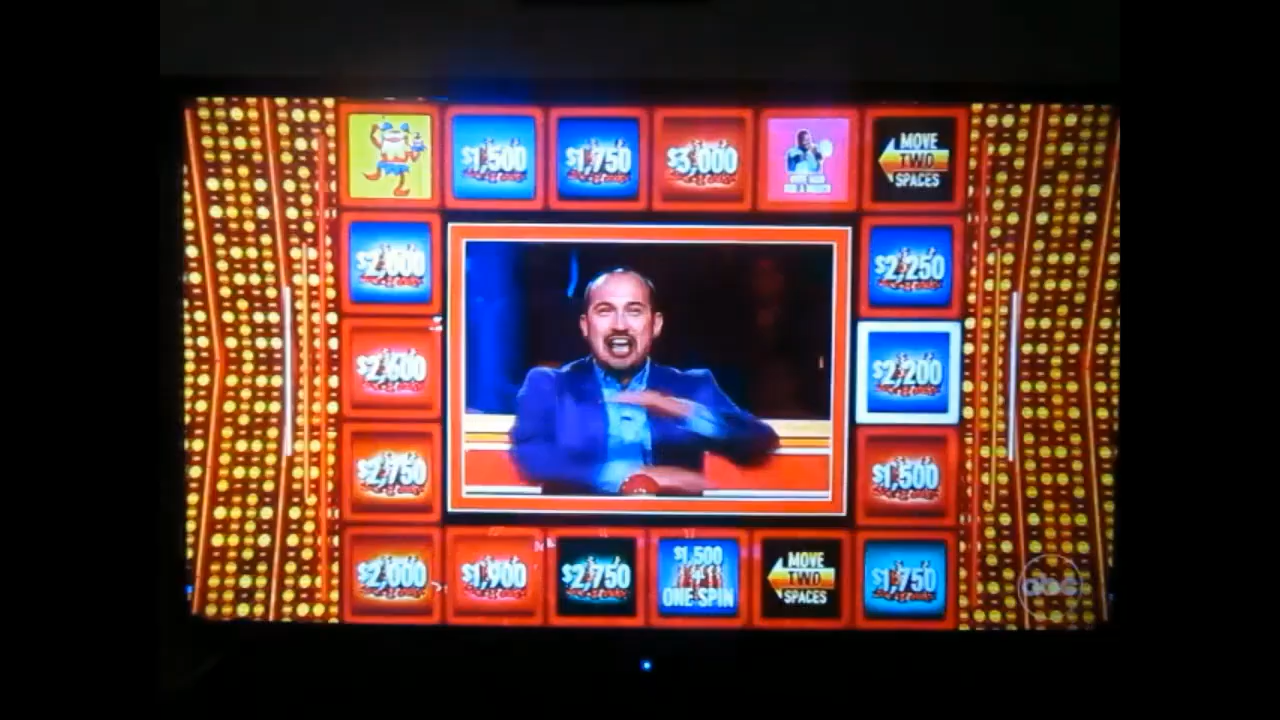 $1,500
$1,750
$3,000
MOVE
TWO
SPACES
$2,000
$2,250
$2,600
$2,200
$2,750
$1,500
$2,000
$1,900
$2,750
$1,500
+
ONE SPIN
MOVE
TWO
SPACES
$1,750
abc